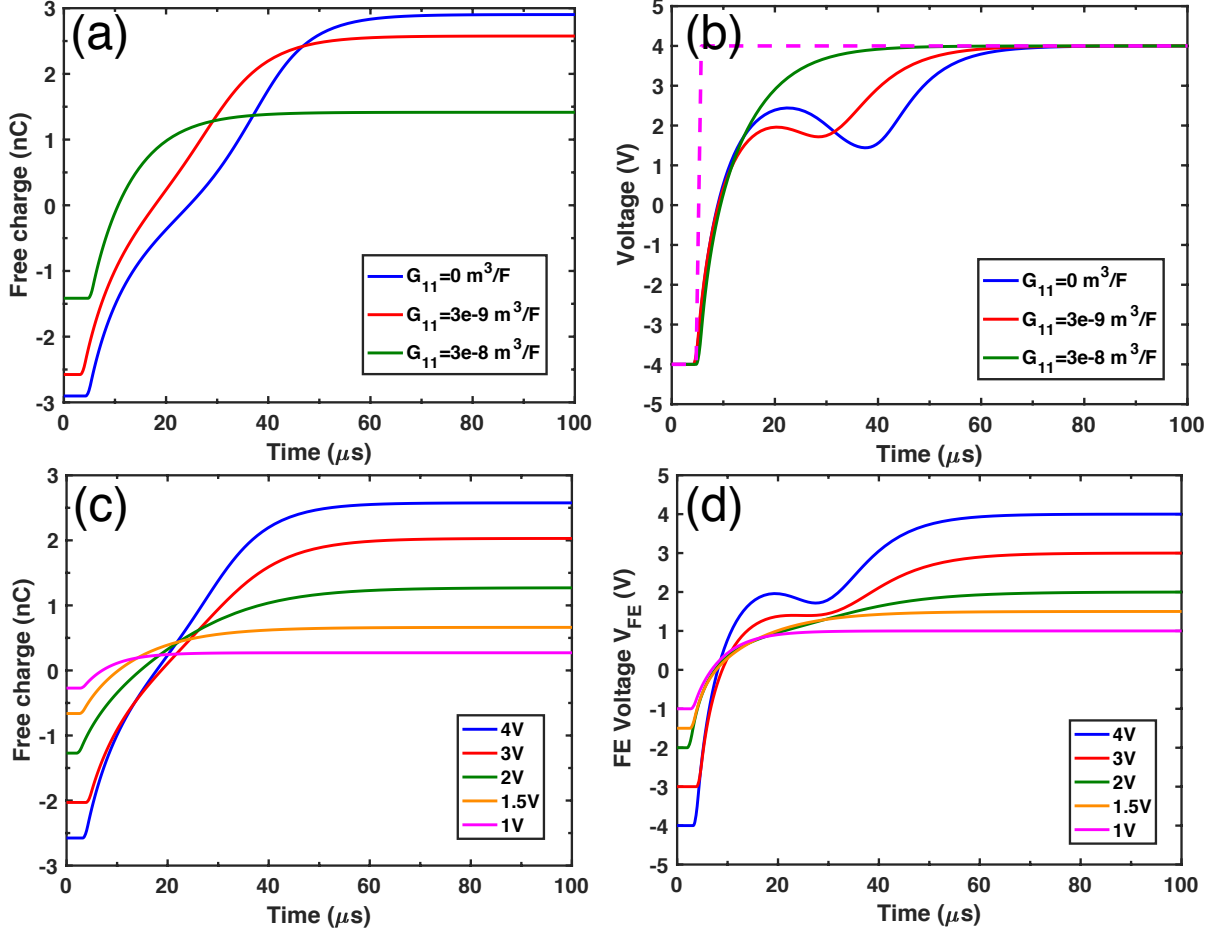 (a)
Free charge (nC)
3
2
1
0
-1
-2
-3
0 20 40 60 80 100
Time (μs)
G11=0 m³/F
G11=3e-9 m³/F
G11=3e-8 m³/F
(b)
Voltage (V)
5
4
3
2
1
0
-1
-2
-3
-4
-5
0 20 40 60 80 100
Time (μs)
G11=0 m³/F
G11=3e-9 m³/F
G11=3e-8 m³/F
(c)
Free charge (nC)
3
2
1
0
-1
-2
-3
0 20 40 60 80 100
Time (μs)
4V
3V
2V
1.5V
1V
(d)
FE Voltage VFE (V)
5
4
3
2
1
0
-1
-2
-3
-4
-5
0 20 40 60 80 100
Time (μs)
4V
3V
2V
1.5V
1V